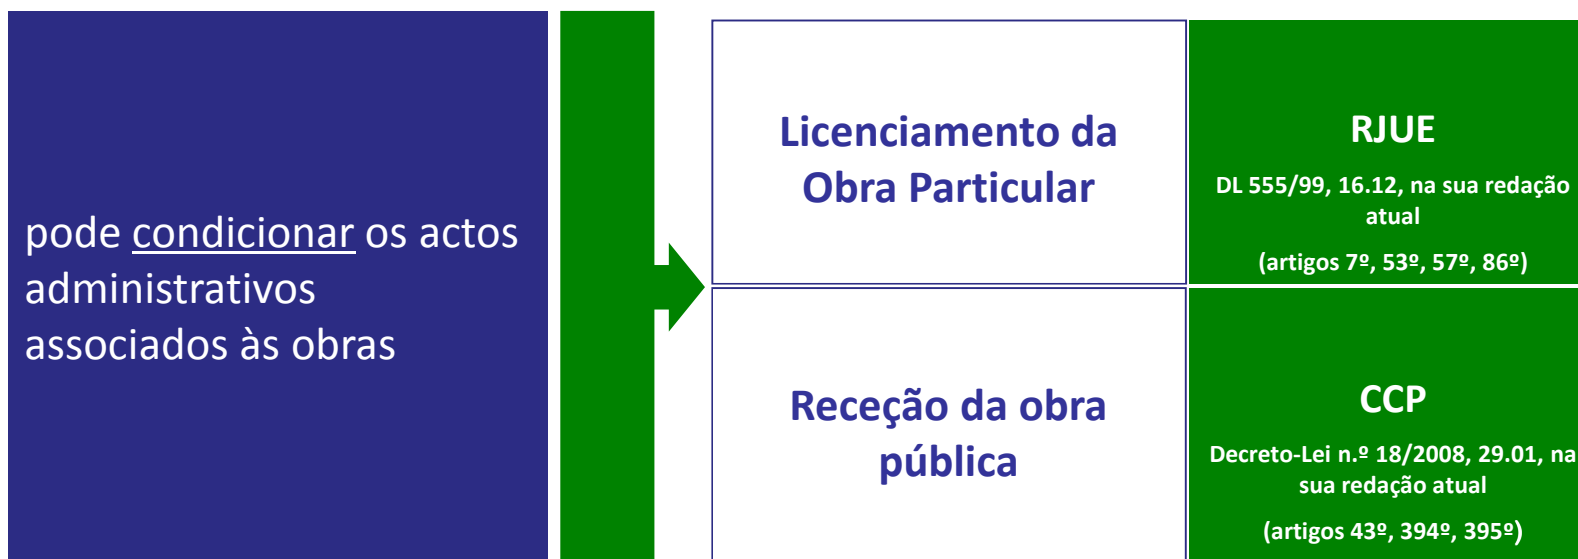 pode condicionar os actos
administrativos
associados às obras
Licenciamento da
Obra Particular
RJUE
DL 555/99, 16.12, na sua redação
atual
(artigos 7º, 53º, 57º, 86º)
Receção da obra
pública
CCP
Decreto-Lei n.º 18/2008, 29.01, na
sua redação atual
(artigos 43º, 394º, 395º)